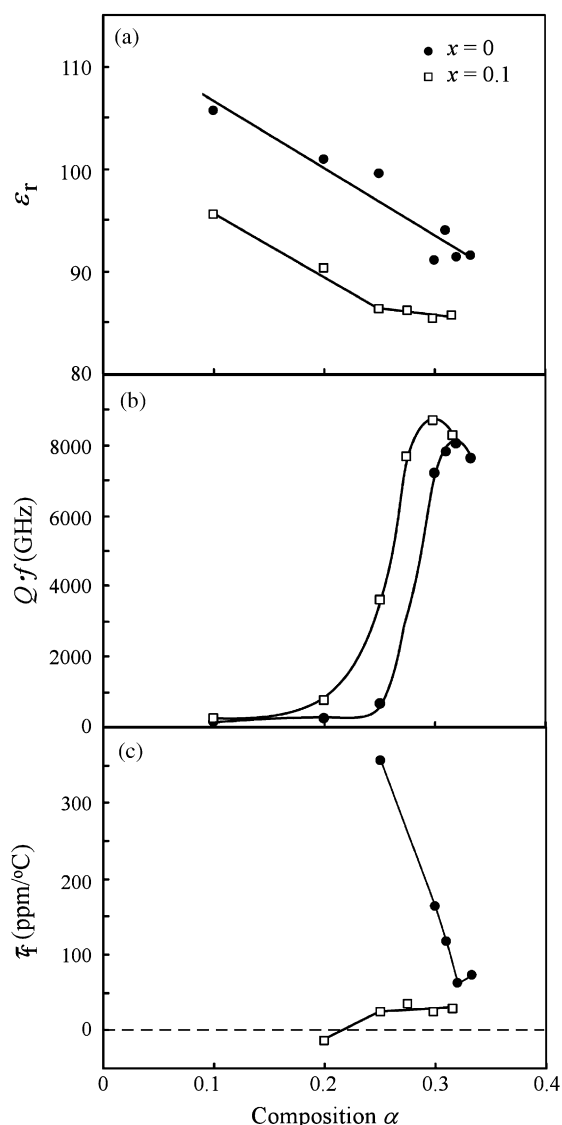 (a)
● x = 0
□ x = 0.1
110
100
90
80
εr
(b)
8000
6000
4000
2000
0
Q·f (GHz)
(c)
300
200
100
0
τf (ppm/°C)
0 0.1 0.2 0.3 0.4
Composition α